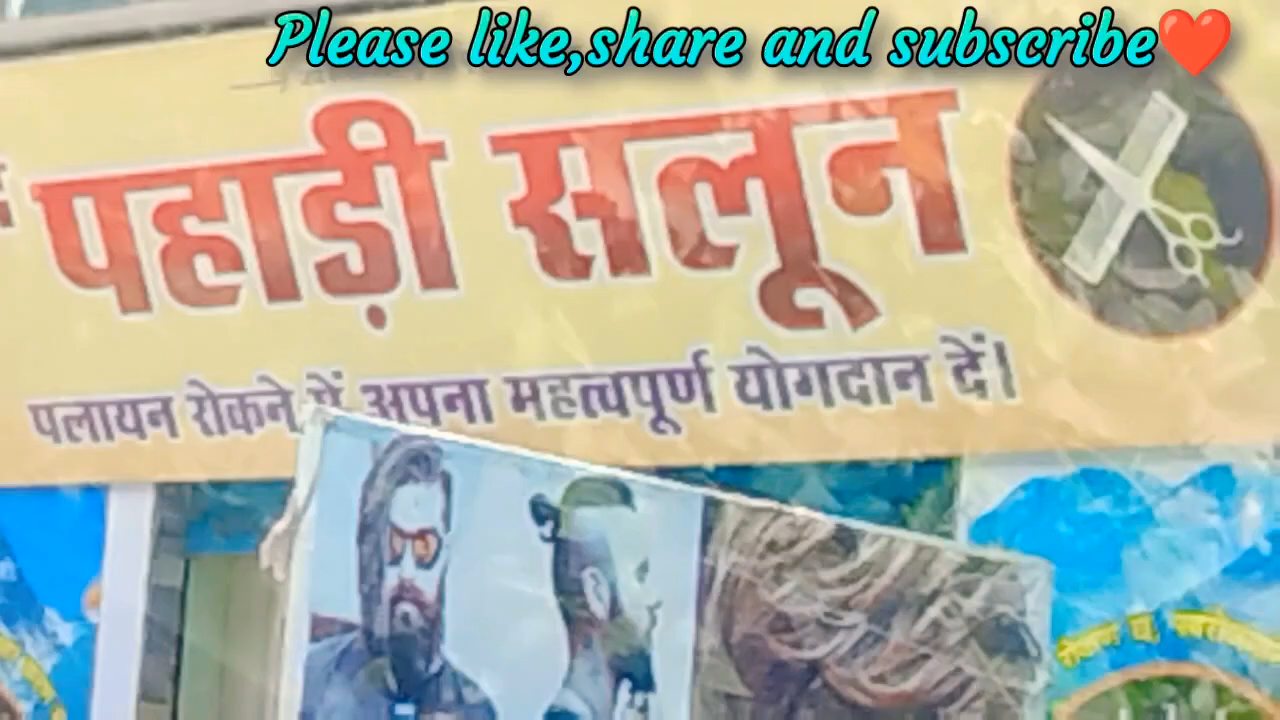 Please like,share and subscribe❤️
पहाड़ी सलून
पलायन रोकने में अपना महत्वपूर्ण योगदान दें।